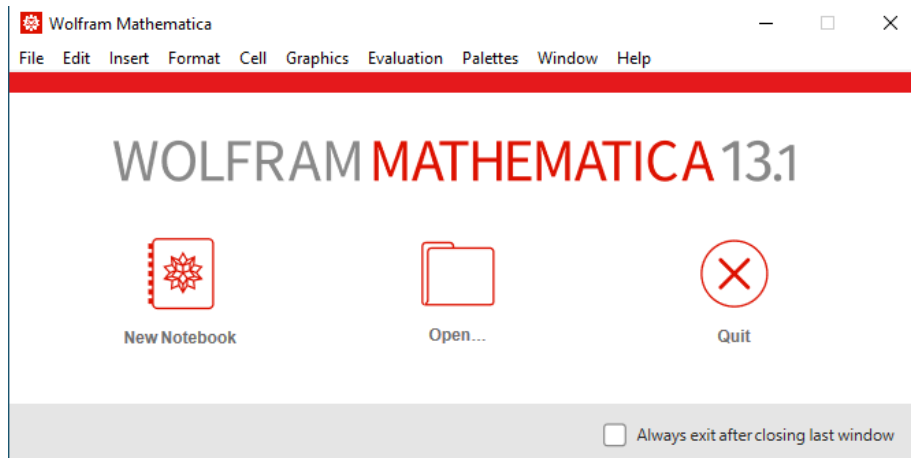 Wolfram Mathematica
File Edit Insert Format Cell Graphics Evaluation Palettes Window Help
WOLFRAM MATHEMATICA 13.1
New Notebook Open... Quit
Always exit after closing last window